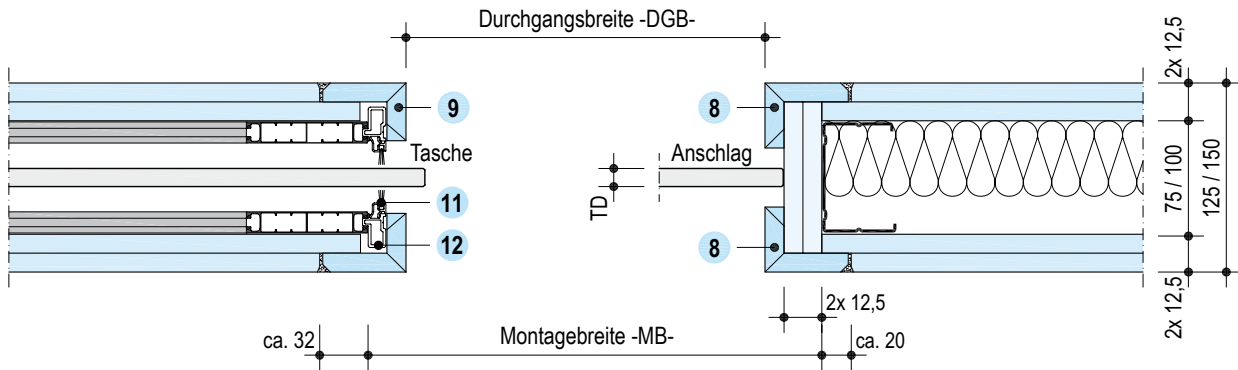 Durchgangsbreite -DGB-
2x 12,5
9
8
Tasche
Anschlag
TD
75 / 100
125 / 150
11
12
8
2x 12,5
2x 12,5
ca. 32
Montagebreite -MB-
ca. 20